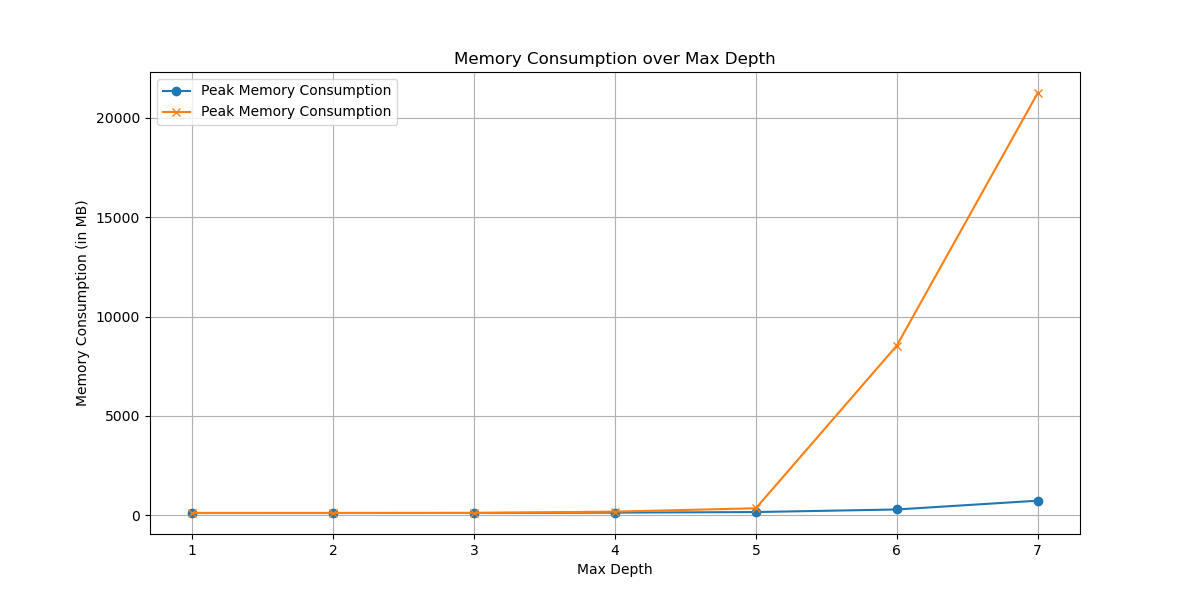 Memory Consumption over Max Depth
Peak Memory Consumption
Peak Memory Consumption
Memory Consumption (in MB)
20000
15000
10000
5000
0
1 2 3 4 5 6 7
Max Depth